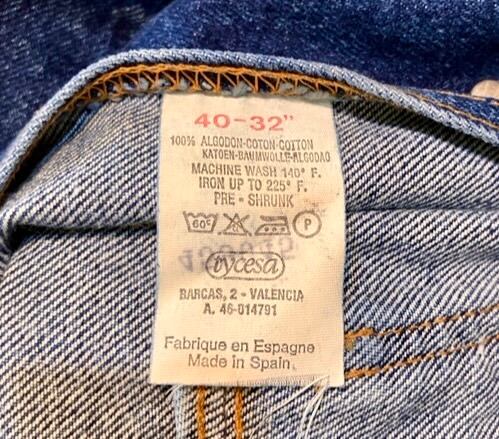 40-32"
100% ALGODON-COTON-COTTON
KATOEN-BAUMWOLLE-ALGODAO
MACHINE WASH 140° F.
IRON UP TO 225° F.
PRE - SHRUNK
60° P
tycesa
BARCAS, 2 - VALENCIA
A. 46-014791
Fabrique en Espagne
Made in Spain